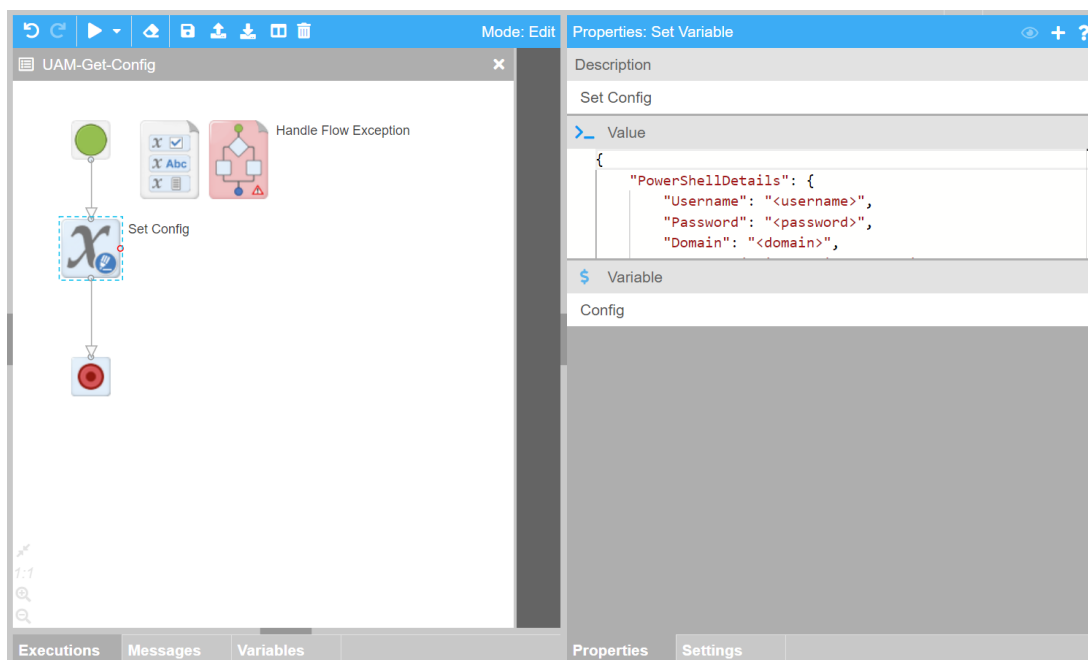 Mode: Edit
Properties: Set Variable
?
UAM-Get-Config
Description
Set Config
Handle Flow Exception
x
x Abc
x
Set Config
X
>_ Value
{
"PowerShellDetails": {
"Username": "<username>",
"Password": "<password>",
"Domain": "<domain>",
$ Variable
Config
1:1
Executions
Messages
Variables
Properties
Settings